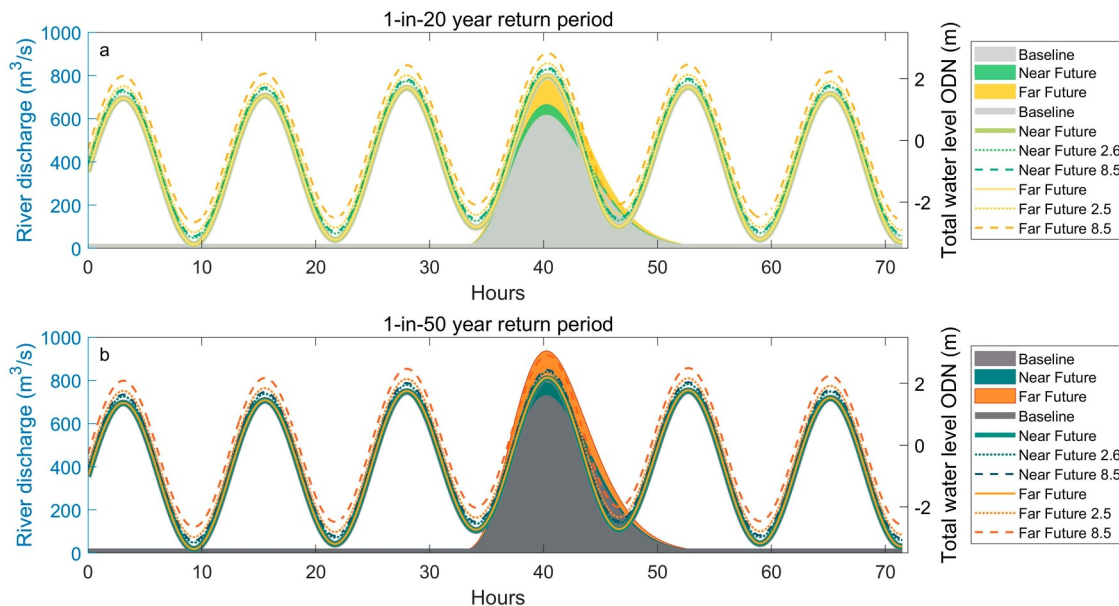 1-in-20 year return period
a
River discharge (m³/s)
1000
800
600
400
200
0
0 10 20 30 40 50 60 70
Hours
2
0
-2
Total water level ODN (m)
Baseline
Near Future
Far Future
Baseline
Near Future
Near Future 2.6
Near Future 8.5
Far Future
Far Future 2.5
Far Future 8.5
1-in-50 year return period
b
River discharge (m³/s)
1000
800
600
400
200
0
0 10 20 30 40 50 60 70
Hours
2
0
-2
Total water level ODN (m)
Baseline
Near Future
Far Future
Baseline
Near Future
Near Future 2.6
Near Future 8.5
Far Future
Far Future 2.5
Far Future 8.5